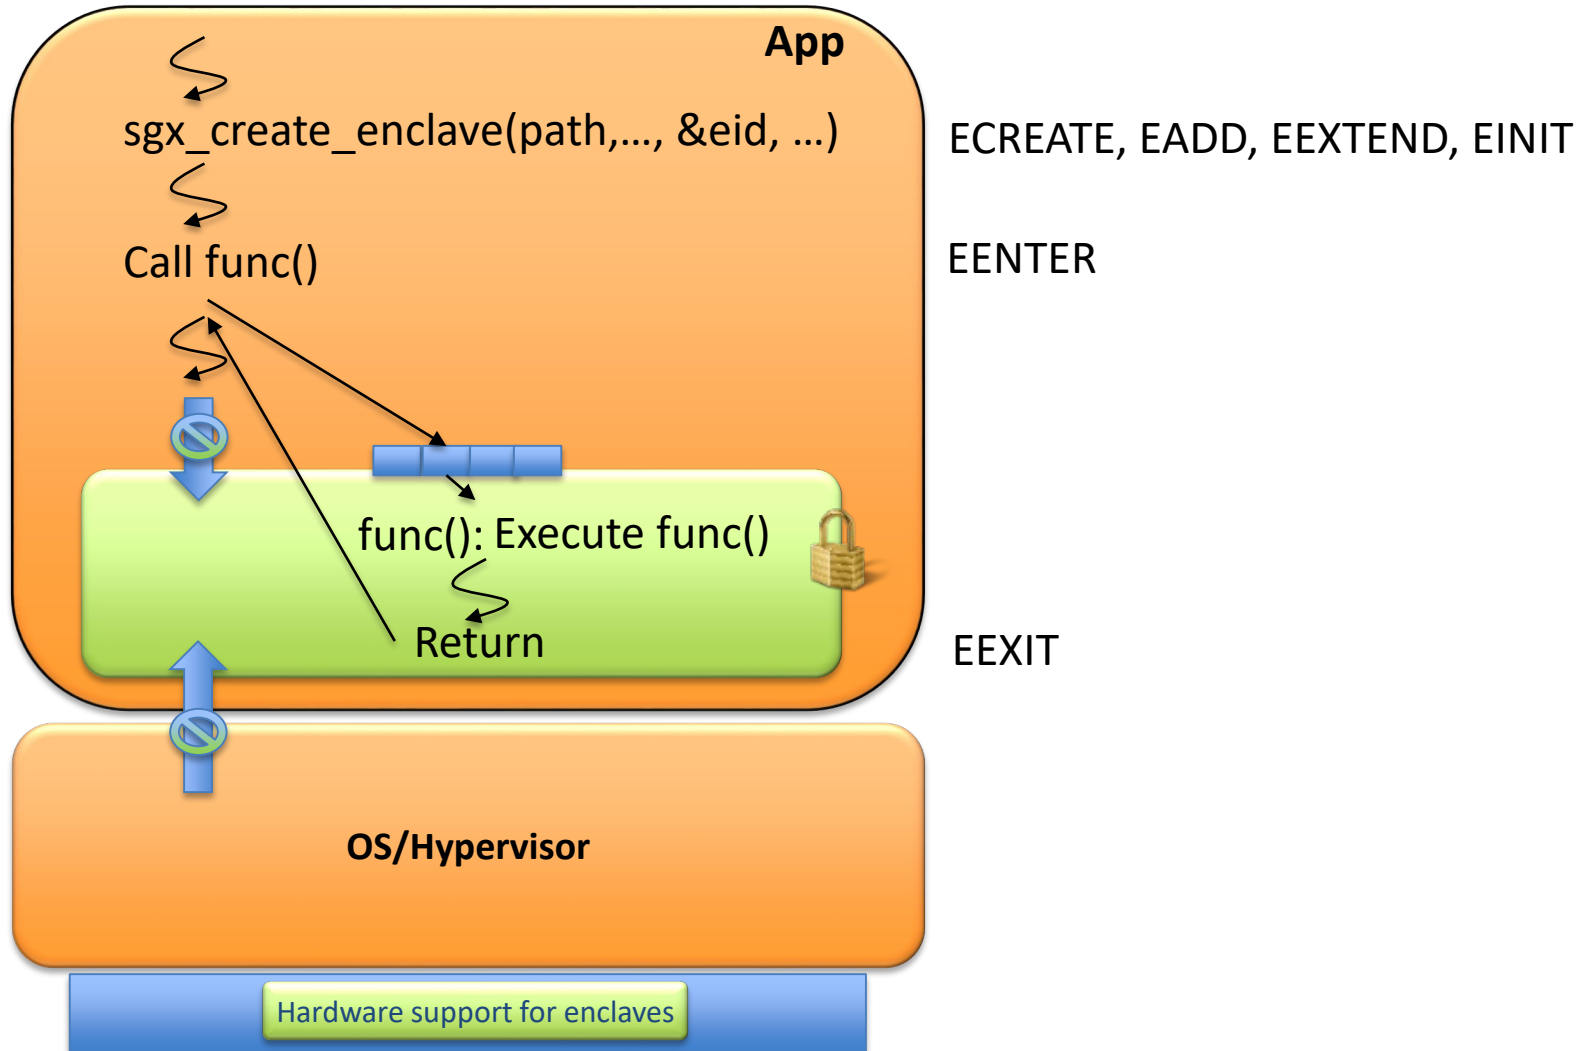 App
sgx_create_enclave(path,…, &eid, …)
ECREATE, EADD, EEXTEND, EINIT
Call func()
EENTER
func(): Execute func()
Return
EEXIT
OS/Hypervisor
Hardware support for enclaves